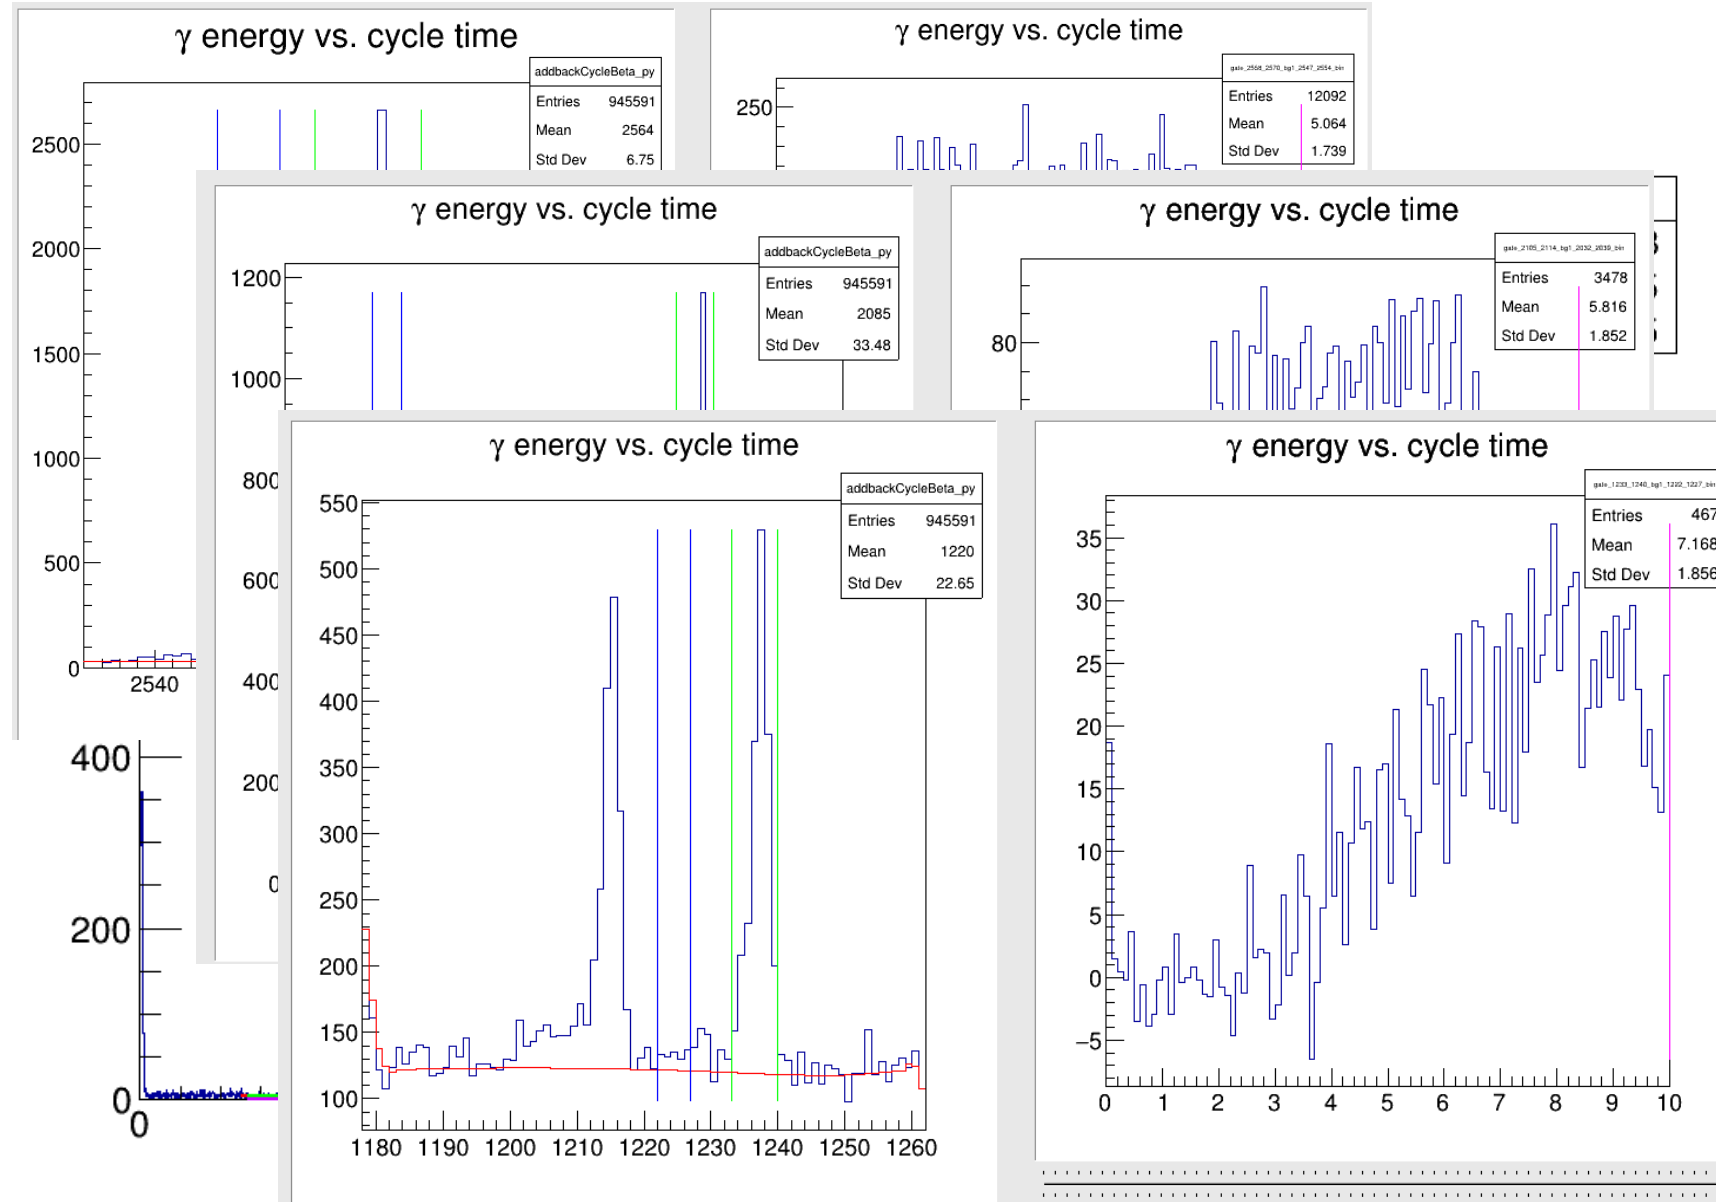 γ energy vs. cycle time
addbackCycleBeta_py
Entries 945591
Mean 2564
Std Dev 6.75
2500
2000
1500
1000
500
0
2540
γ energy vs. cycle time
gate_2558_2570_bg1_2547_2554_bin
Entries 12092
Mean 5.064
Std Dev 1.739
250
γ energy vs. cycle time
addbackCycleBeta_py
Entries 945591
Mean 2085
Std Dev 33.48
1200
1000
800
600
400
200
0
γ energy vs. cycle time
gate_2105_2114_bg1_2032_2039_bin
Entries 3478
Mean 5.816
Std Dev 1.852
80
400
200
0
0
γ energy vs. cycle time
addbackCycleBeta_py
Entries 945591
Mean 1220
Std Dev 22.65
550
500
450
400
350
300
250
200
150
100
1180 1190 1200 1210 1220 1230 1240 1250 1260
γ energy vs. cycle time
gate_1233_1240_bg1_1222_1227_bin
Entries 467
Mean 7.168
Std Dev 1.856
35
30
25
20
15
10
5
0
−5
0 1 2 3 4 5 6 7 8 9 10